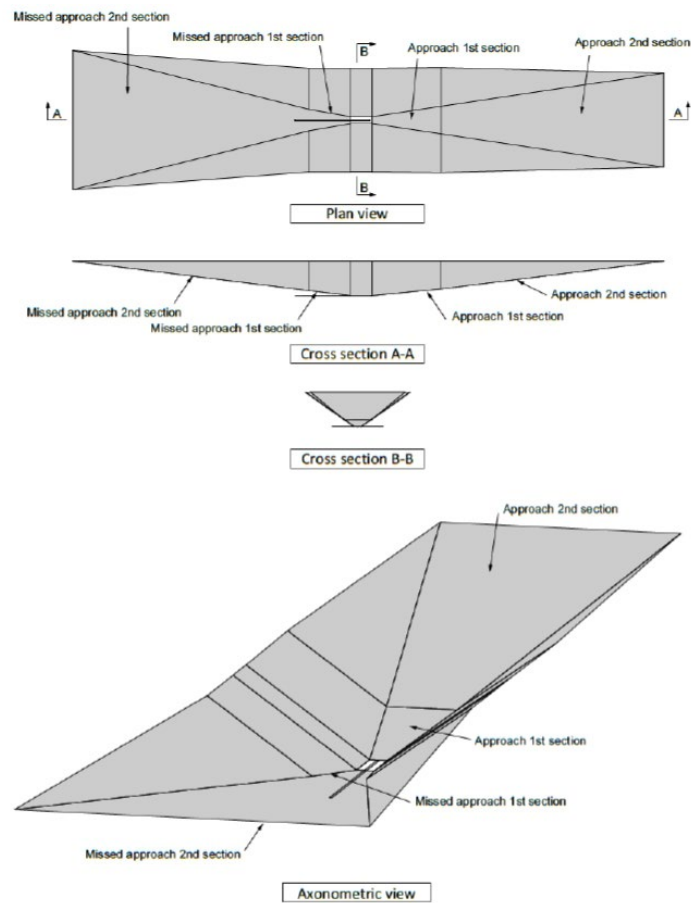 Missed approach 2nd section
Missed approach 1st section
B
Approach 1st section
Approach 2nd section
A
A
B
Plan view
Missed approach 2nd section
Missed approach 1st section
Approach 1st section
Approach 2nd section
Cross section A-A
Cross section B-B
Approach 2nd section
Approach 1st section
Missed approach 1st section
Missed approach 2nd section
Axonometric view